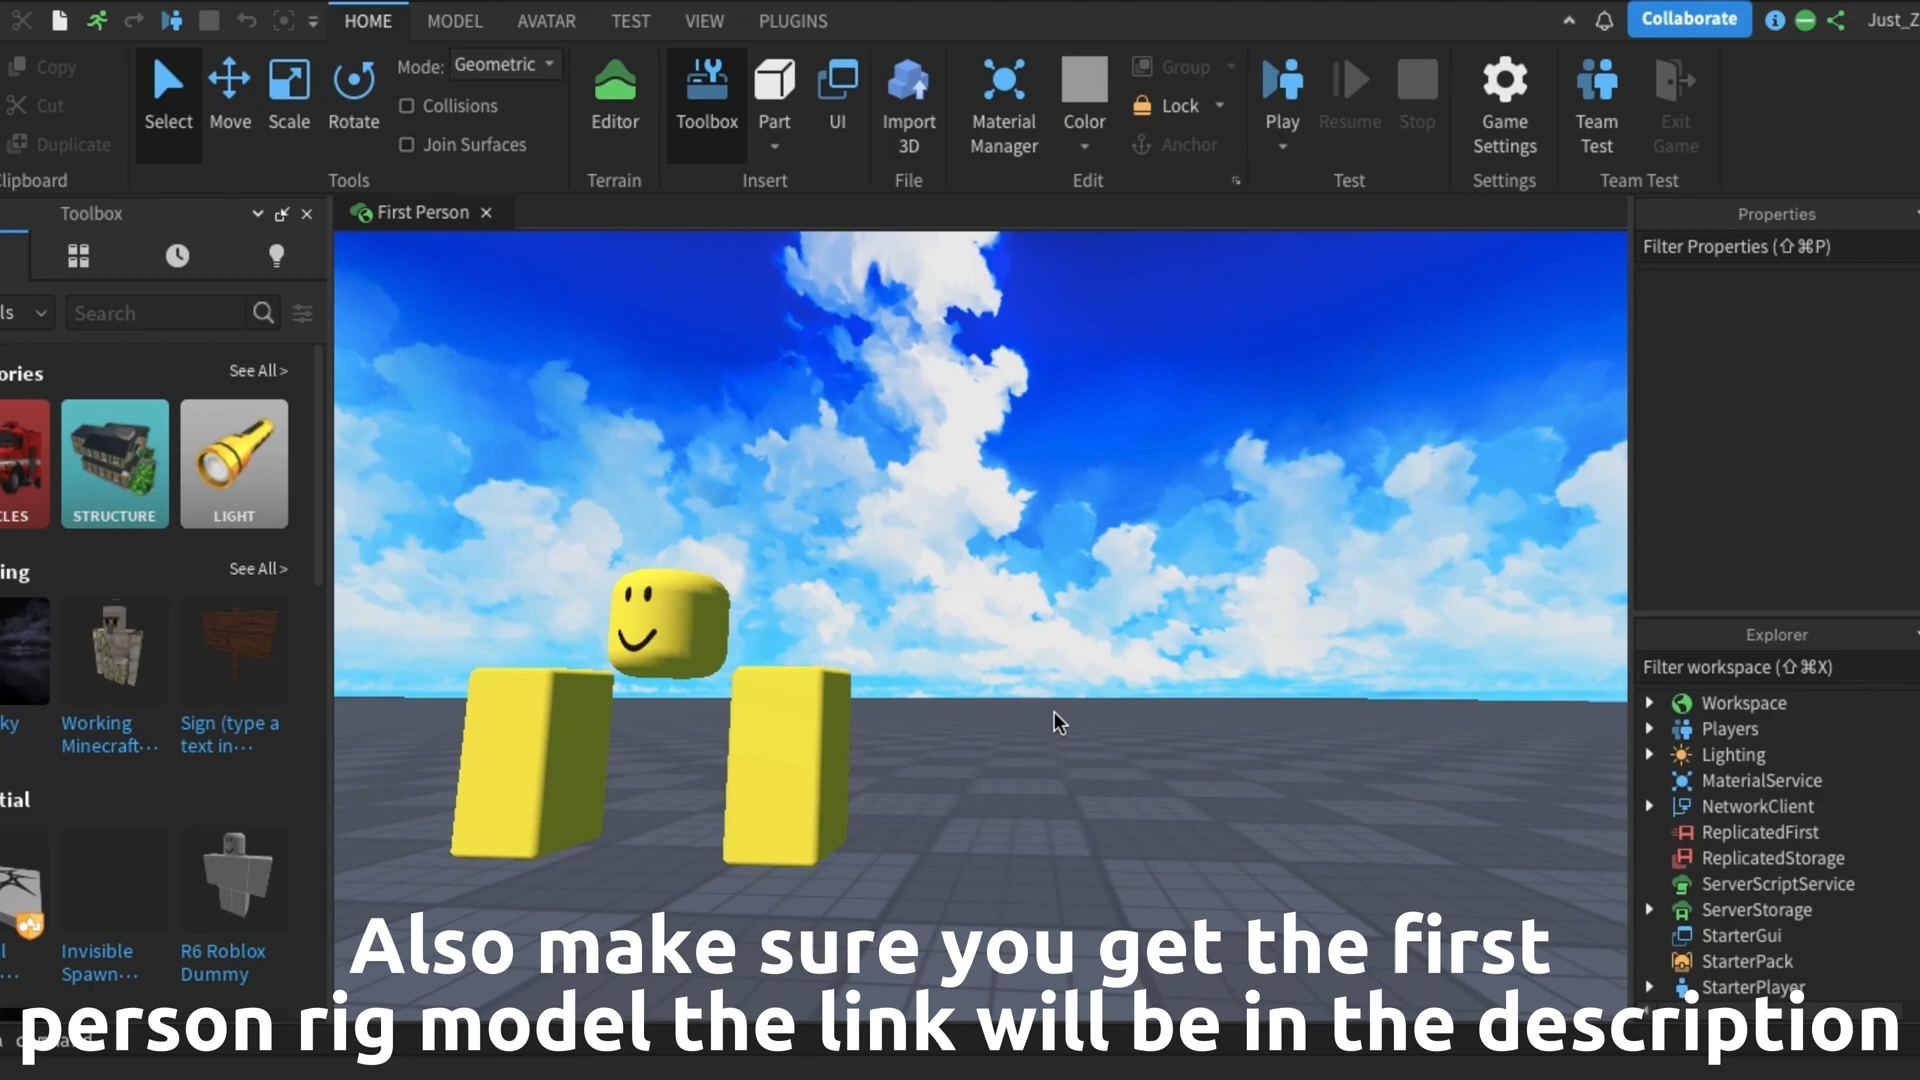 HOME MODEL AVATAR TEST VIEW PLUGINS
Collaborate
Just_Z
Copy
Cut
Duplicate
lipboard
Select
Move
Scale
Rotate
Mode: Geometric
Collisions
Join Surfaces
Tools
Editor
Terrain
Toolbox
Part
UI
Insert
Import
3D
File
Material
Manager
Color
Group
Lock
Anchor
Edit
Play
Resume
Stop
Test
Game
Settings
Settings
Team
Test
Exit
Game
Team Test
Toolbox
First Person
Properties
Filter Properties (⇧⌘P)
ls
Search
ories
See All >
LES
STRUCTURE
LIGHT
ing
See All >
ky
Working
Minecraft...
Sign (type a
text in...
tial
l
...
Invisible
Spawn...
R6 Roblox
Dummy
Explorer
Filter workspace (⇧⌘X)
Workspace
Players
Lighting
MaterialService
NetworkClient
ReplicatedFirst
ReplicatedStorage
ServerScriptService
ServerStorage
StarterGui
StarterPack
StarterPlayer
Also make sure you get the first
person rig model the link will be in the description